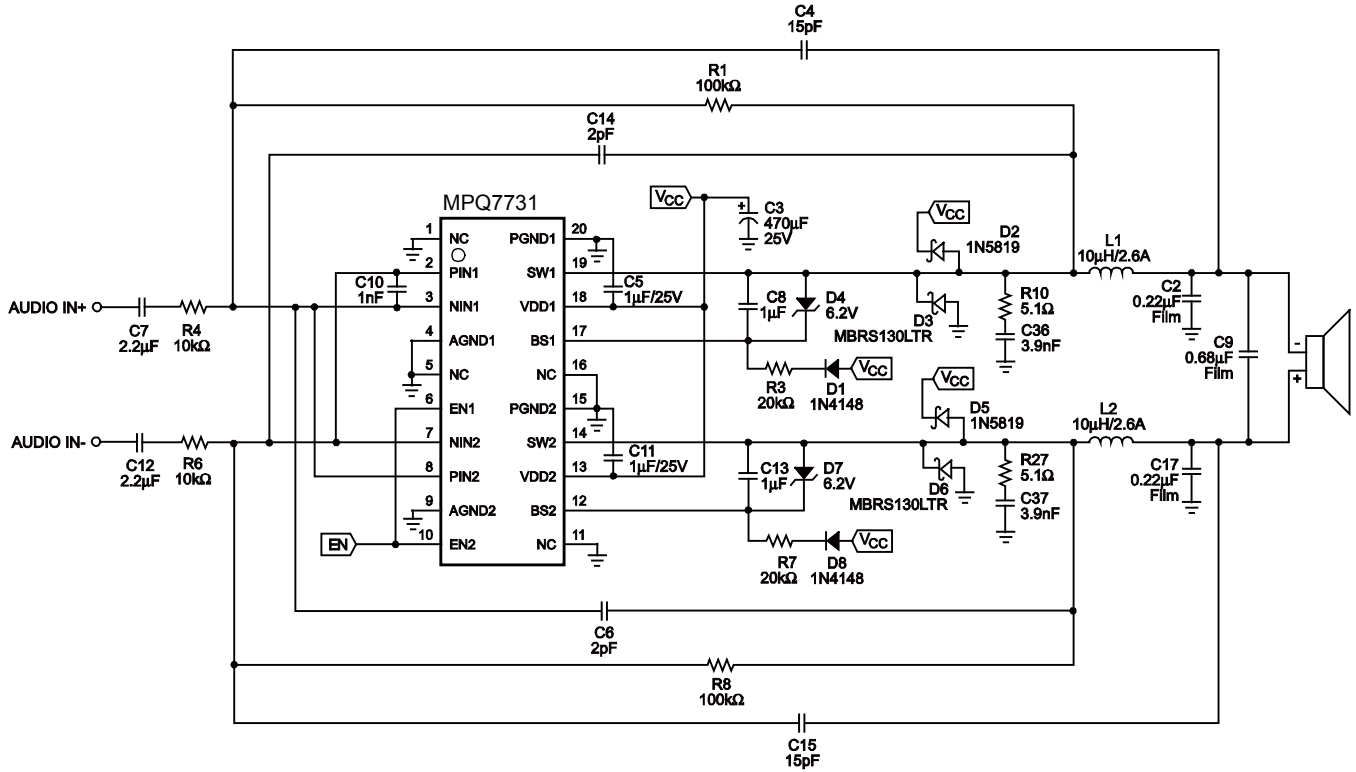 C4
15pF
R1
100kΩ
C14
2pF
MPQ7731
VCC
+
C3
470µF
25V
VCC
D2
1N5819
L1
10µH/2.6A
1
NC
PGND1
20
2
PIN1
SW1
19
C10
1nF
C5
1µF/25V
C8
1µF
D4
6.2V
D3
MBRS130LTR
R10
5.1Ω
C36
3.9nF
C2
0.22µF
Film
AUDIO IN+
C7
2.2µF
R4
10kΩ
3
NIN1
VDD1
18
4
AGND1
BS1
17
5
NC
NC
16
R3
20kΩ
D1
1N4148
VCC
C9
0.68µF
Film
-
+
6
EN1
PGND2
15
VCC
D5
1N5819
L2
10µH/2.6A
AUDIO IN-
C12
2.2µF
R6
10kΩ
7
NIN2
SW2
14
C11
1µF/25V
C13
1µF
D7
6.2V
D6
MBRS130LTR
R27
5.1Ω
C37
3.9nF
C17
0.22µF
Film
8
PIN2
VDD2
13
9
AGND2
BS2
12
EN
10
EN2
NC
11
R7
20kΩ
D8
1N4148
VCC
C6
2pF
R8
100kΩ
C15
15pF